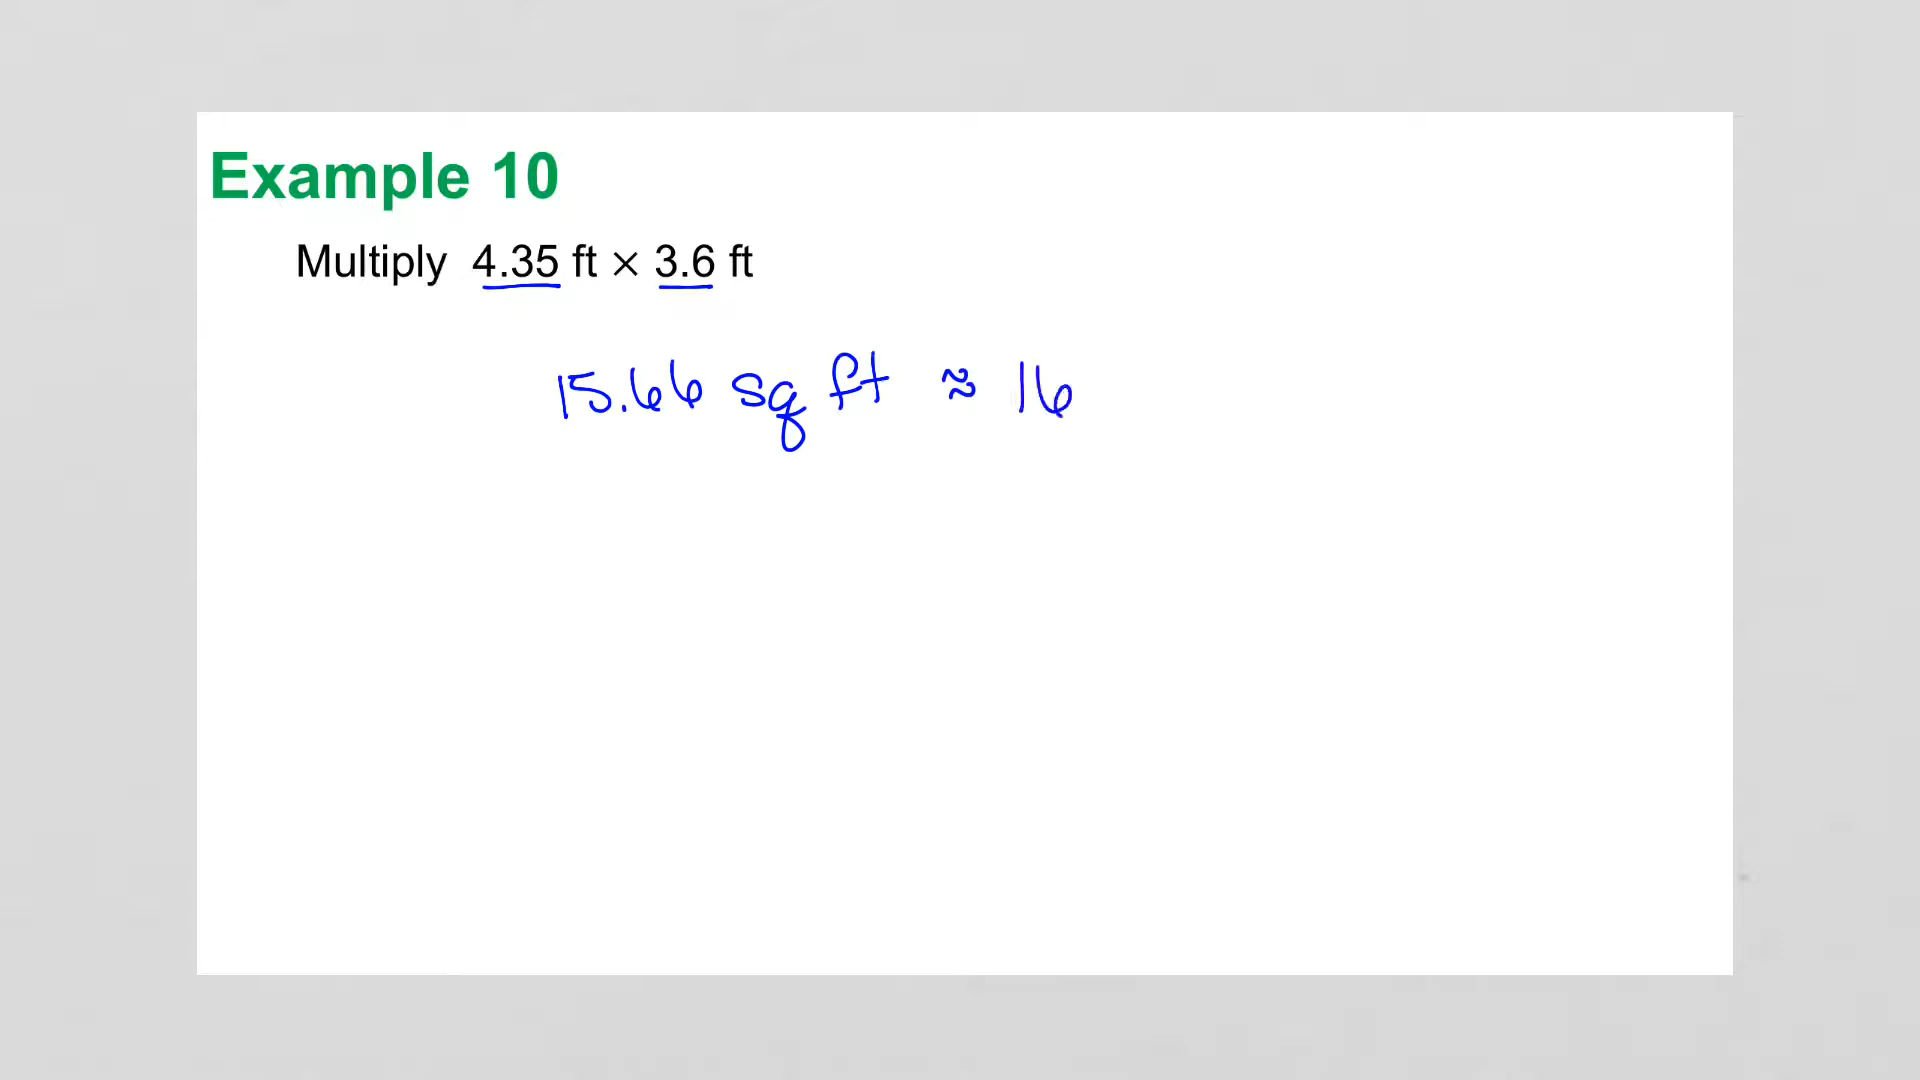 Example 10
Multiply 4.35 ft × 3.6 ft
15.66 sq ft ≈ 16